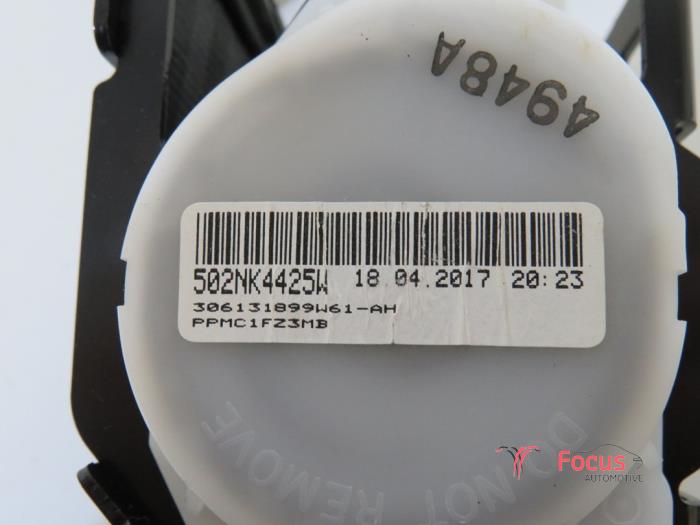 4948A
502NK4425W 18.04.2017 20:23
306131899W61-AH
PPMC1FZ3MB
DO NOT REMOVE
Focus
AUTOMOTIVE